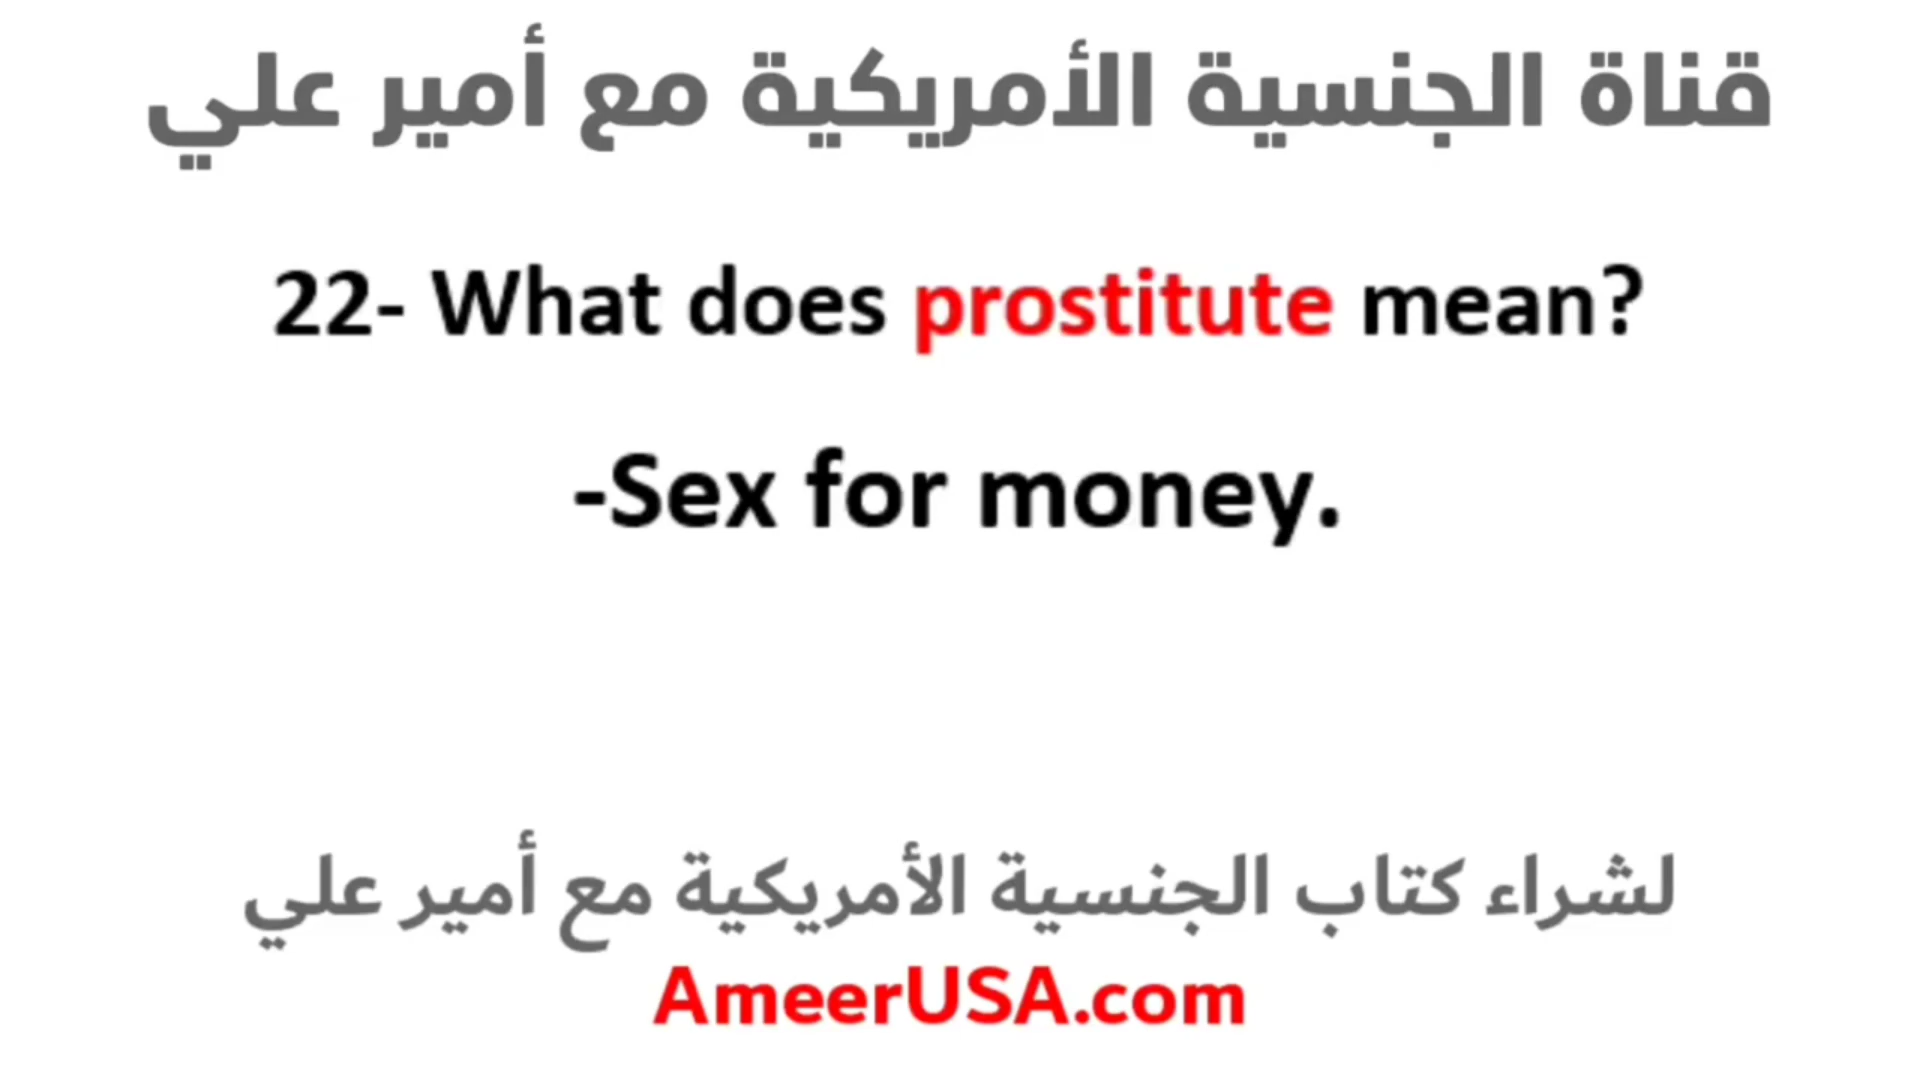 قناة الجنسية الأمريكية مع أمير علي
22- What does prostitute mean?
-Sex for money.
لشراء كتاب الجنسية الأمريكية مع أمير علي
AmeerUSA.com